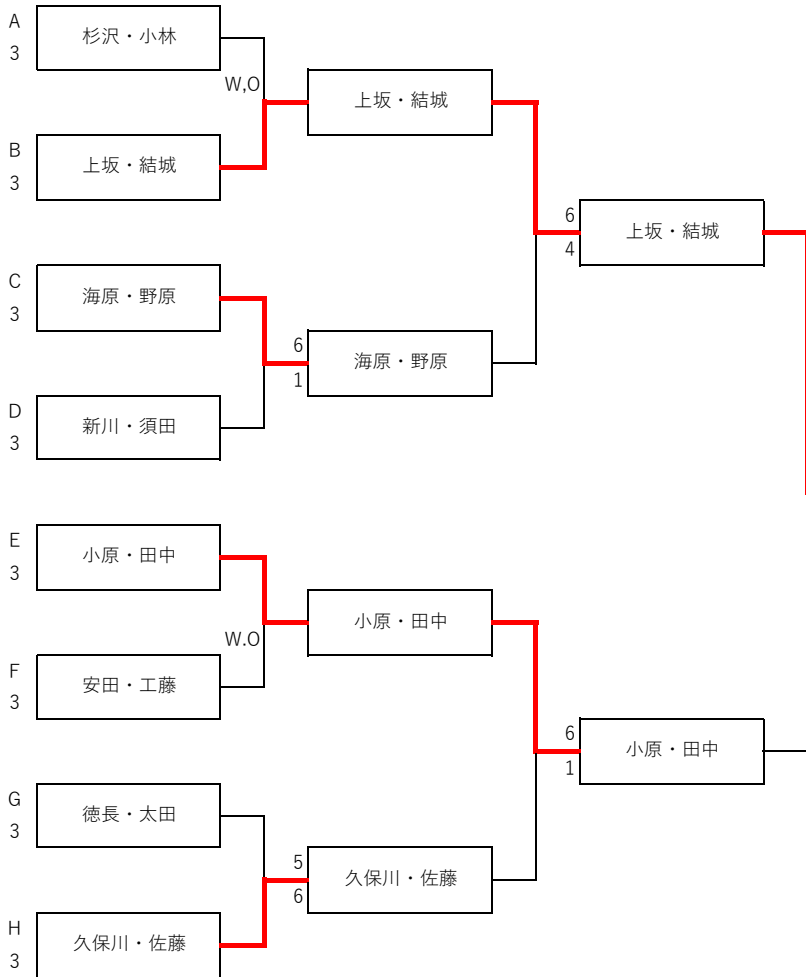 A
3
杉沢・小林
W,O
上坂・結城
B
3
上坂・結城
6
4
上坂・結城
C
3
海原・野原
6
1
海原・野原
D
3
新川・須田
E
3
小原・田中
W.O
小原・田中
F
3
安田・工藤
6
1
小原・田中
G
3
徳長・太田
5
6
久保川・佐藤
H
3
久保川・佐藤